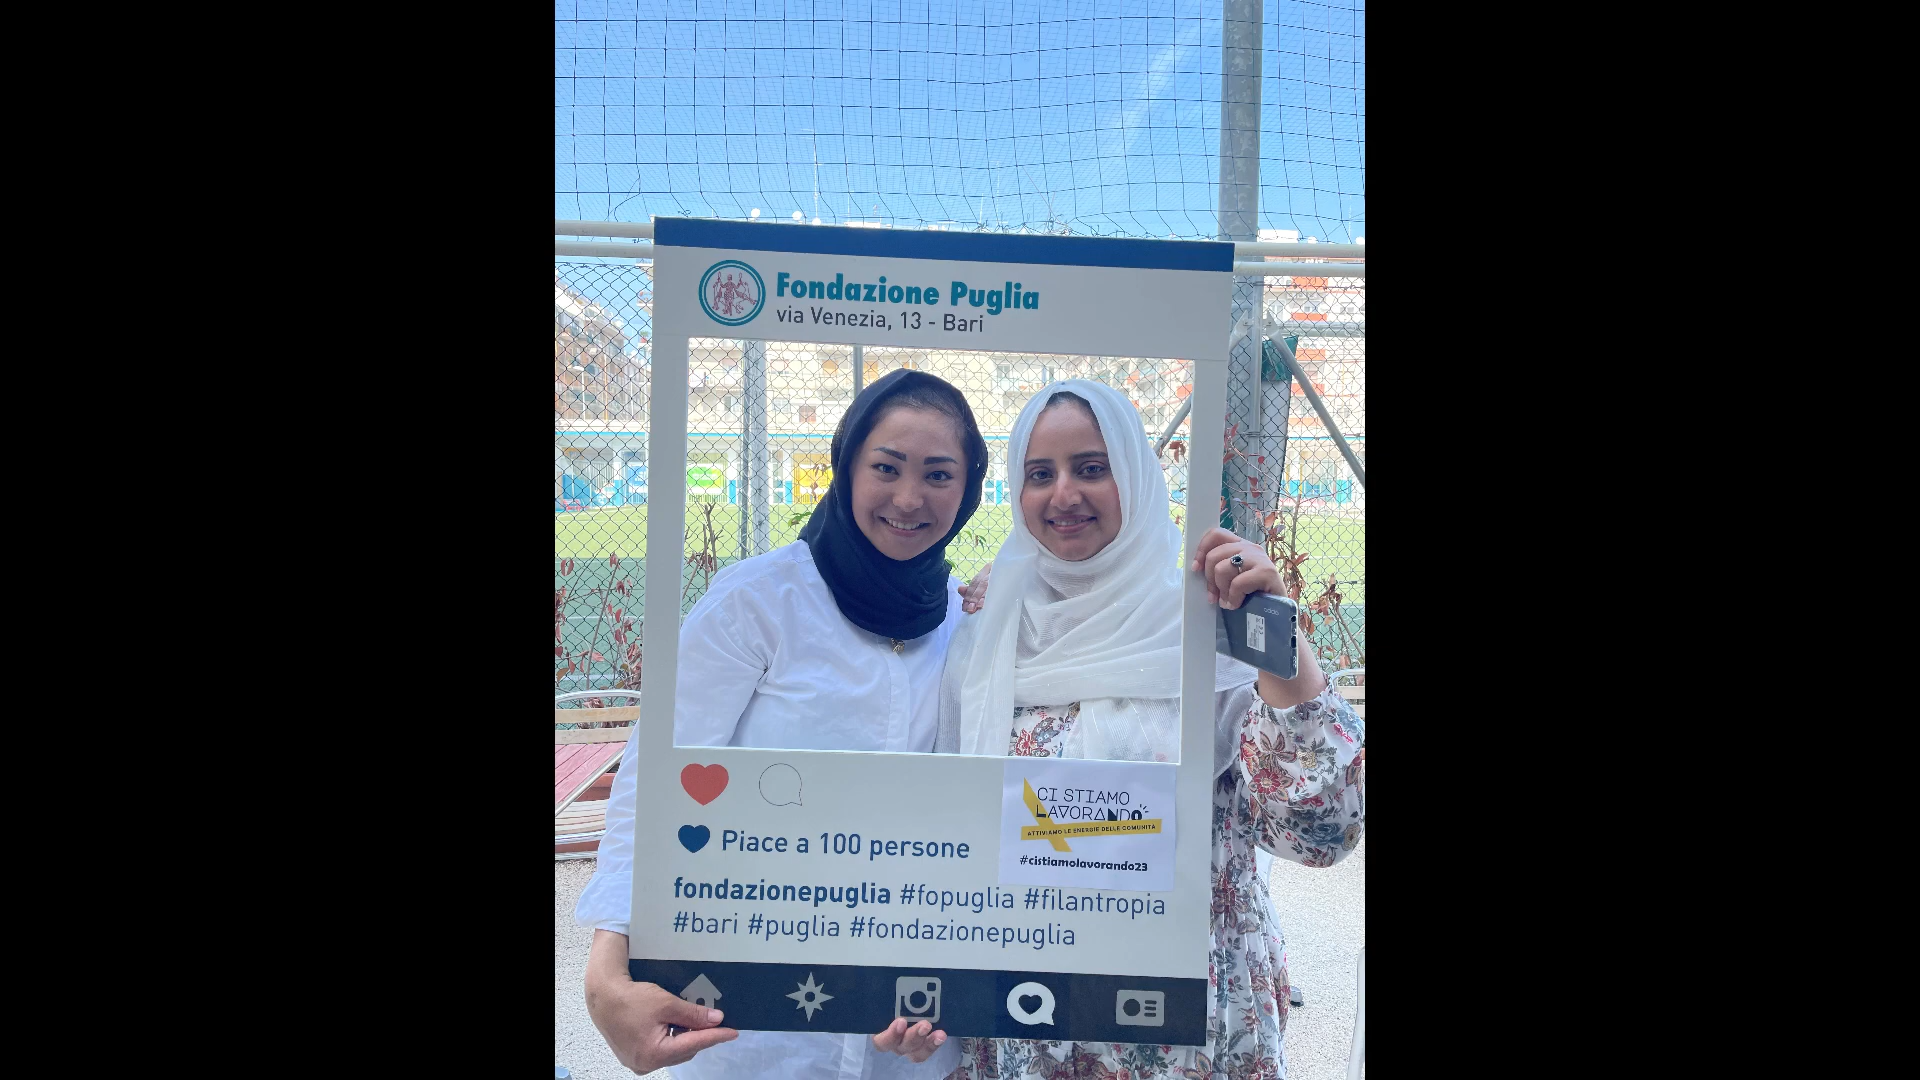 Fondazione Puglia
via Venezia, 13 - Bari
CI STIAMO
LAVORANDO
ATTIVIAMO LE ENERGIE DELLE COMUNITÀ
#cistiamolavorando23
Piace a 100 persone
fondazionepuglia #fopuglia #filantropia
#bari #puglia #fondazionepuglia
oppo